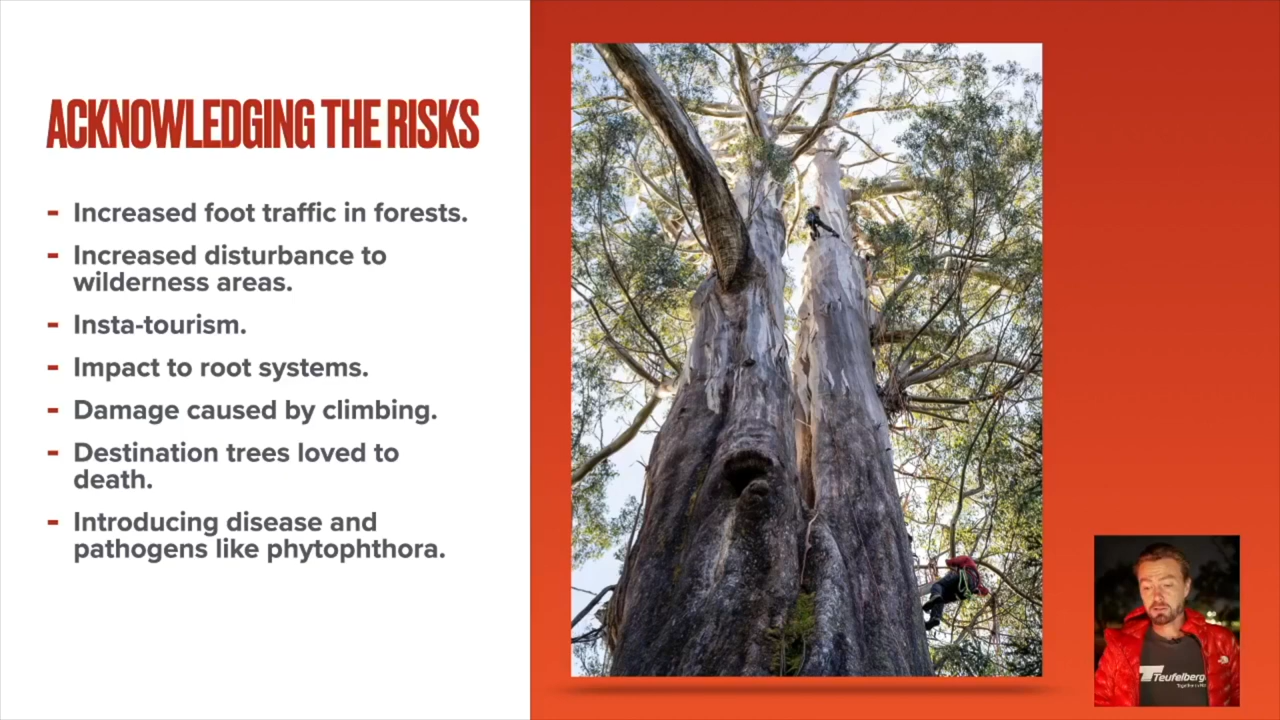 ACKNOWLEDGING THE RISKS
- Increased foot traffic in forests.
- Increased disturbance to
wilderness areas.
- Insta-tourism.
- Impact to root systems.
- Damage caused by climbing.
- Destination trees loved to
death.
- Introducing disease and
pathogens like phytophthora.
Teufelberg